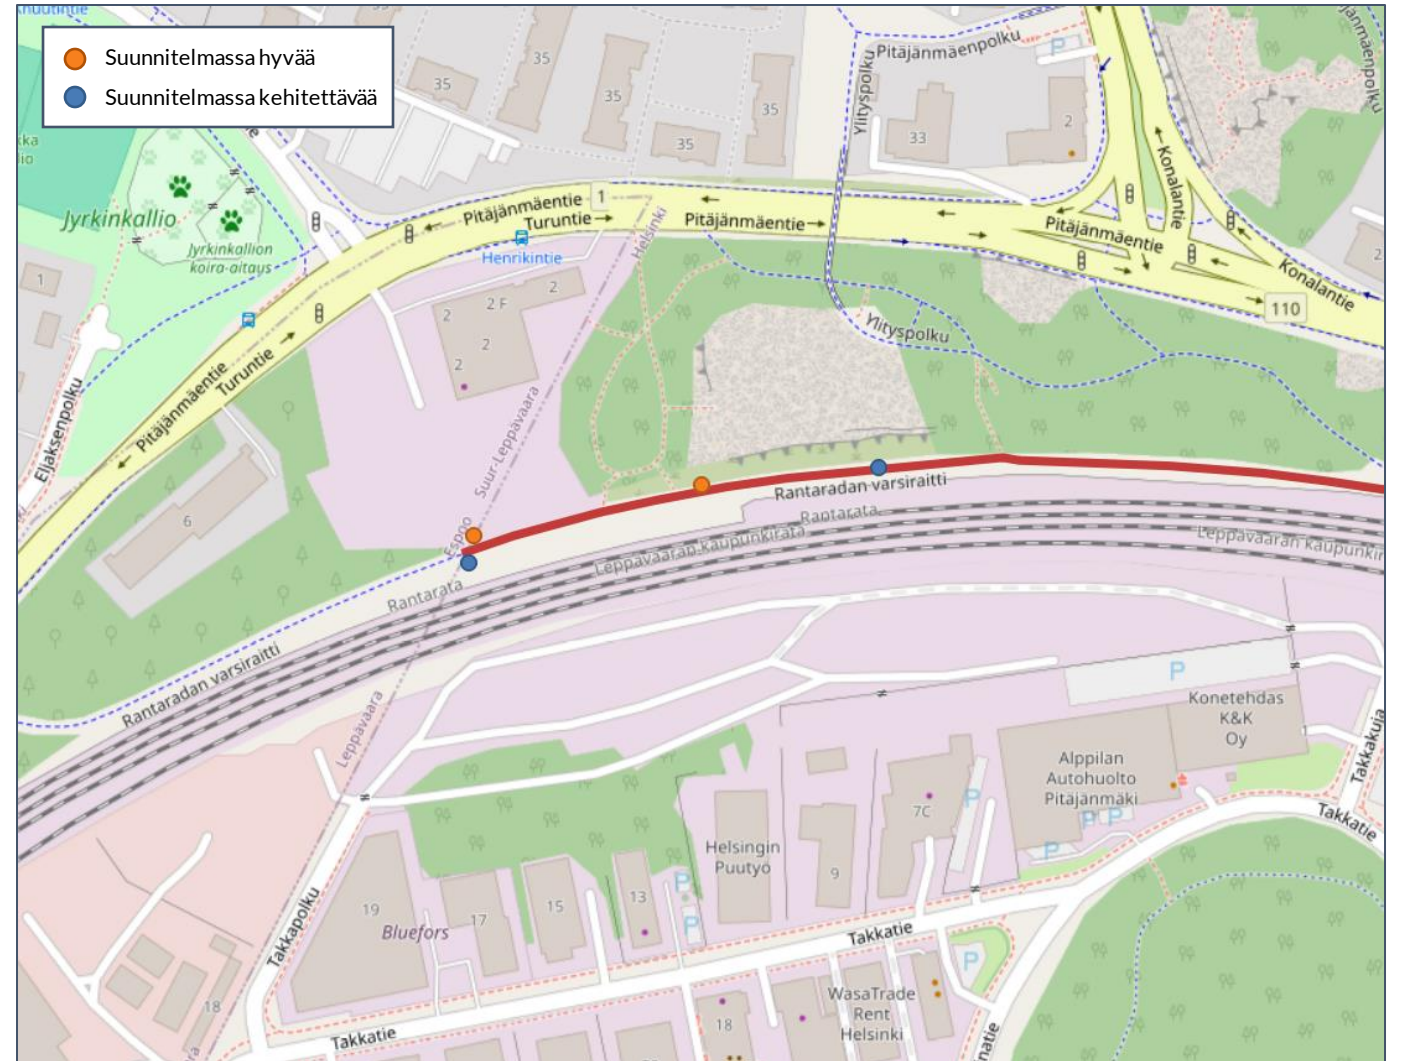 Suunnitelmassa hyvää
Suunnitelmassa kehitettävää
35
35
35
35
35
33
2
Pitäjänmäenpolku
P
Ylityspolku
Konalantie
Pitäjänmäentie
1
Turuntie
Pitäjänmäentie
Pitäjänmäentie
Konalantie
110
2
Jyrkinkallio
Jyrkinkallion
koira-aitaus
Henrikintie
Helsinki
1
2 F
2
2
2
2
Ylityspolku
Pitäjänmäentie
Turuntie
Eljaksenpolku
Suur-Leppävaara
Espoo
6
Rantaradan varsiraitti
Rantarata
Leppävaaran kaupunkirata
Rantarata
Rantaradan varsiraitti
Leppävaara
P
Konetehdas
K&K
Oy
1
Alppilan
Autohuolto
Pitäjänmäki
Takkakuja
Takkatie
7C
P
P
P
P
Helsingin
Puutyö
9
P
P
13
15
17
19
Bluefors
Takkapolku
Takkatie
P
WasaTrade
Rent
Helsinki
18
18
Takkatie